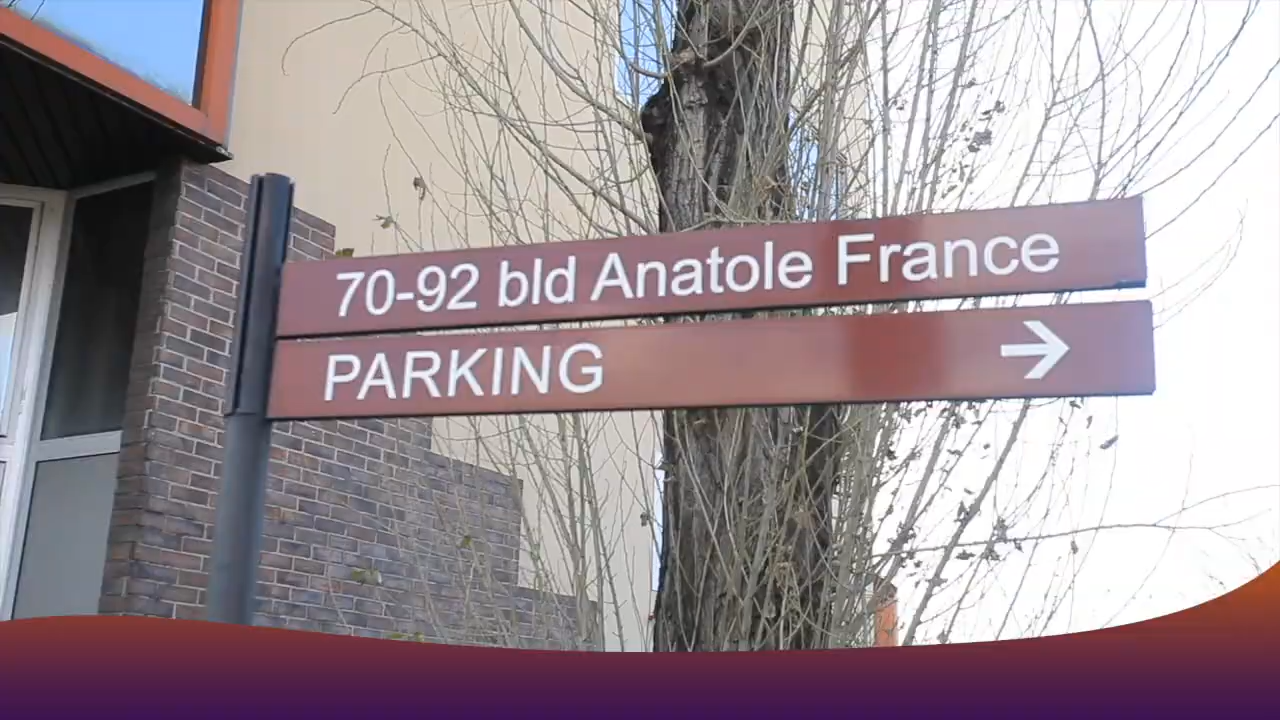 70-92 bld Anatole France
PARKING →